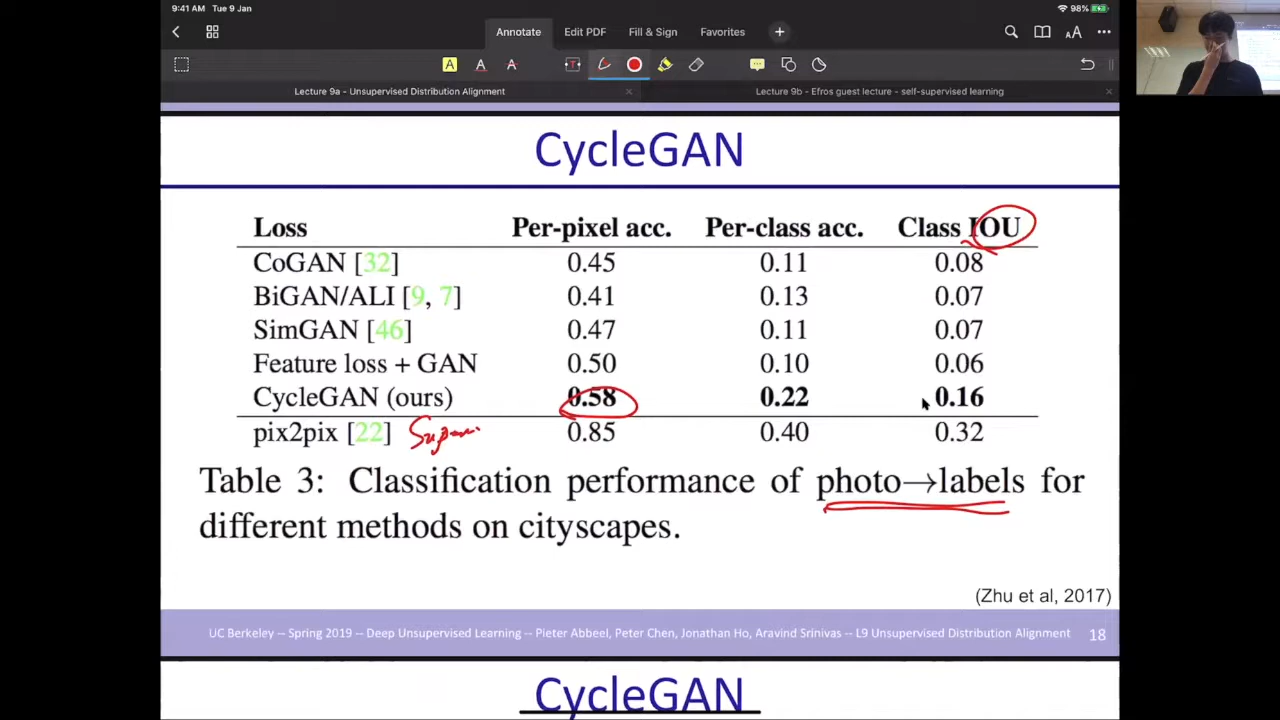 9:41 AM Tue 9 Jan
98%
Annotate Edit PDF Fill & Sign Favorites
Lecture 9a - Unsupervised Distribution Alignment
Lecture 9b - Efros guest lecture - self-supervised learning
CycleGAN
Loss Per-pixel acc. Per-class acc. Class IOU
CoGAN [32] 0.45 0.11 0.08
BiGAN/ALI [9, 7] 0.41 0.13 0.07
SimGAN [46] 0.47 0.11 0.07
Feature loss + GAN 0.50 0.10 0.06
CycleGAN (ours) 0.58 0.22 0.16
pix2pix [22] 0.85 0.40 0.32
Table 3: Classification performance of photo→labels for
different methods on cityscapes.
(Zhu et al, 2017)
UC Berkeley -- Spring 2019 -- Deep Unsupervised Learning -- Pieter Abbeel, Peter Chen, Jonathan Ho, Aravind Srinivas -- L9 Unsupervised Distribution Alignment 18
CycleGAN